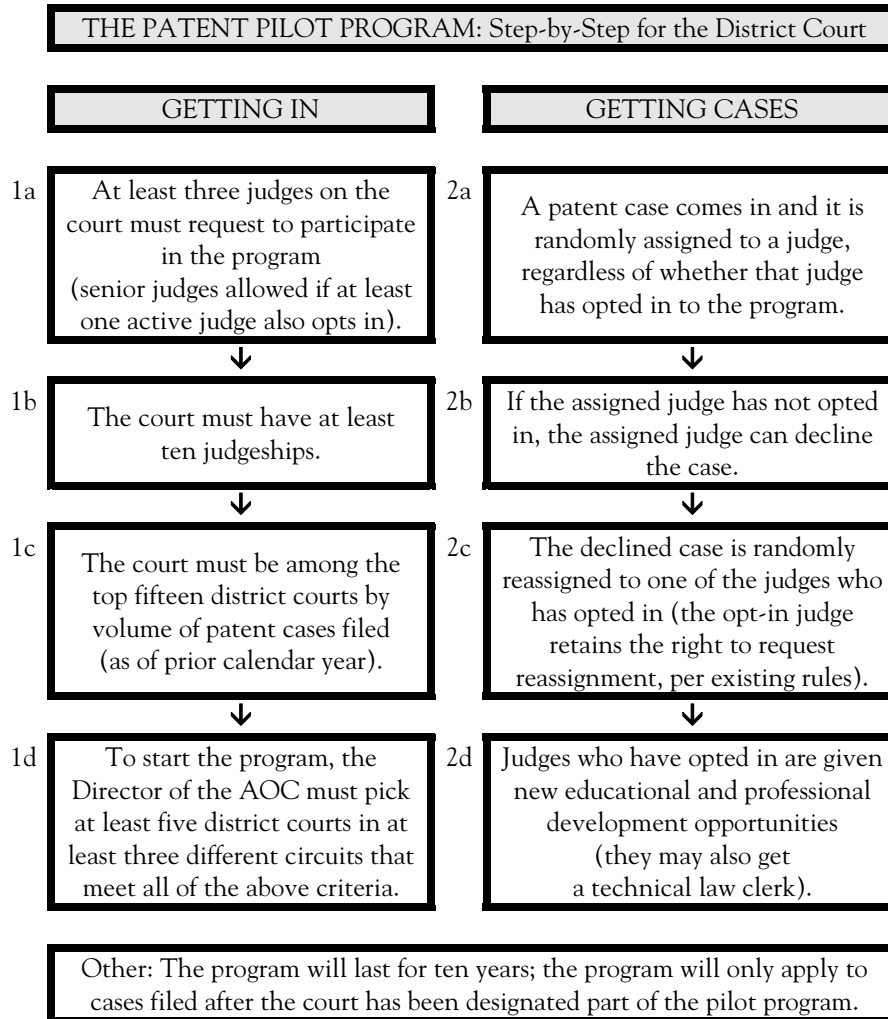 THE PATENT PILOT PROGRAM: Step-by-Step for the District Court
GETTING IN
1a
At least three judges on the
court must request to participate
in the program
(senior judges allowed if at least
one active judge also opts in).
1b
The court must have at least
ten judgeships.
1c
The court must be among the
top fifteen district courts by
volume of patent cases filed
(as of prior calendar year).
1d
To start the program, the
Director of the AOC must pick
at least five district courts in at
least three different circuits that
meet all of the above criteria.
GETTING CASES
2a
A patent case comes in and it is
randomly assigned to a judge,
regardless of whether that judge
has opted in to the program.
2b
If the assigned judge has not opted
in, the assigned judge can decline
the case.
2c
The declined case is randomly
reassigned to one of the judges who
has opted in (the opt-in judge
retains the right to request
reassignment, per existing rules).
2d
Judges who have opted in are given
new educational and professional
development opportunities
(they may also get
a technical law clerk).
Other: The program will last for ten years; the program will only apply to
cases filed after the court has been designated part of the pilot program.